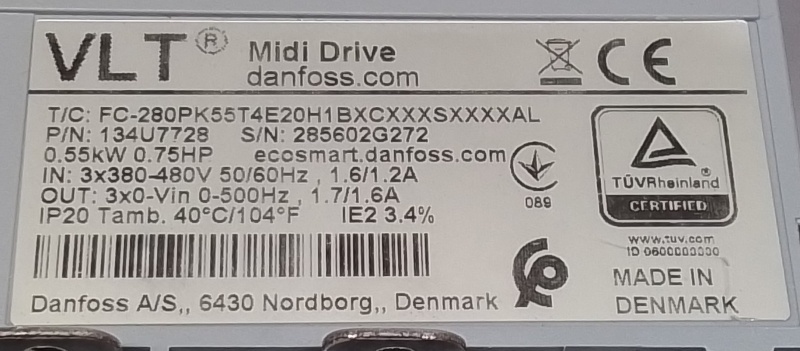 VLT® Midi Drive
danfoss.com
CE
T/C: FC-280PK55T4E20H1BXCXXXSXXXXAL
P/N: 134U7728 S/N: 285602G272
0.55kW 0.75HP ecosmart.danfoss.com
IN: 3x380-480V 50/60Hz , 1.6/1.2A
OUT: 3x0-Vin 0-500Hz , 1.7/1.6A
IP20 Tamb. 40°C/104°F IE2 3.4%
089
TÜVRheinland®
CERTIFIED
www.tuv.com
ID 0600000000
Danfoss A/S,, 6430 Nordborg,, Denmark
MADE IN
DENMARK